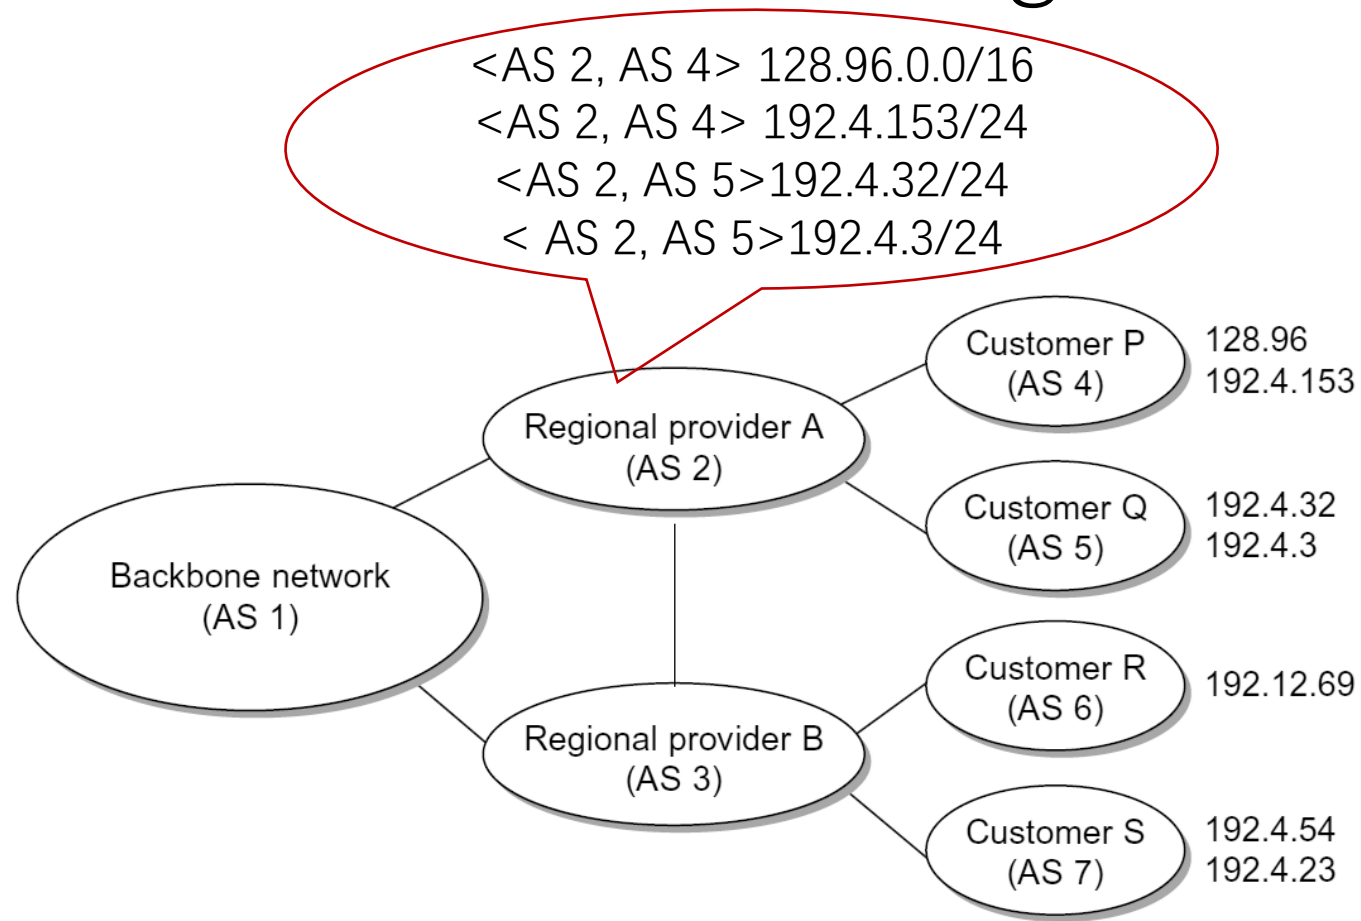 <AS 2, AS 4> 128.96.0.0/16
<AS 2, AS 4> 192.4.153/24
<AS 2, AS 5>192.4.32/24
< AS 2, AS 5>192.4.3/24
Customer P
(AS 4)
128.96
192.4.153
Regional provider A
(AS 2)
Customer Q
(AS 5)
192.4.32
192.4.3
Backbone network
(AS 1)
Customer R
(AS 6)
192.12.69
Regional provider B
(AS 3)
Customer S
(AS 7)
192.4.54
192.4.23